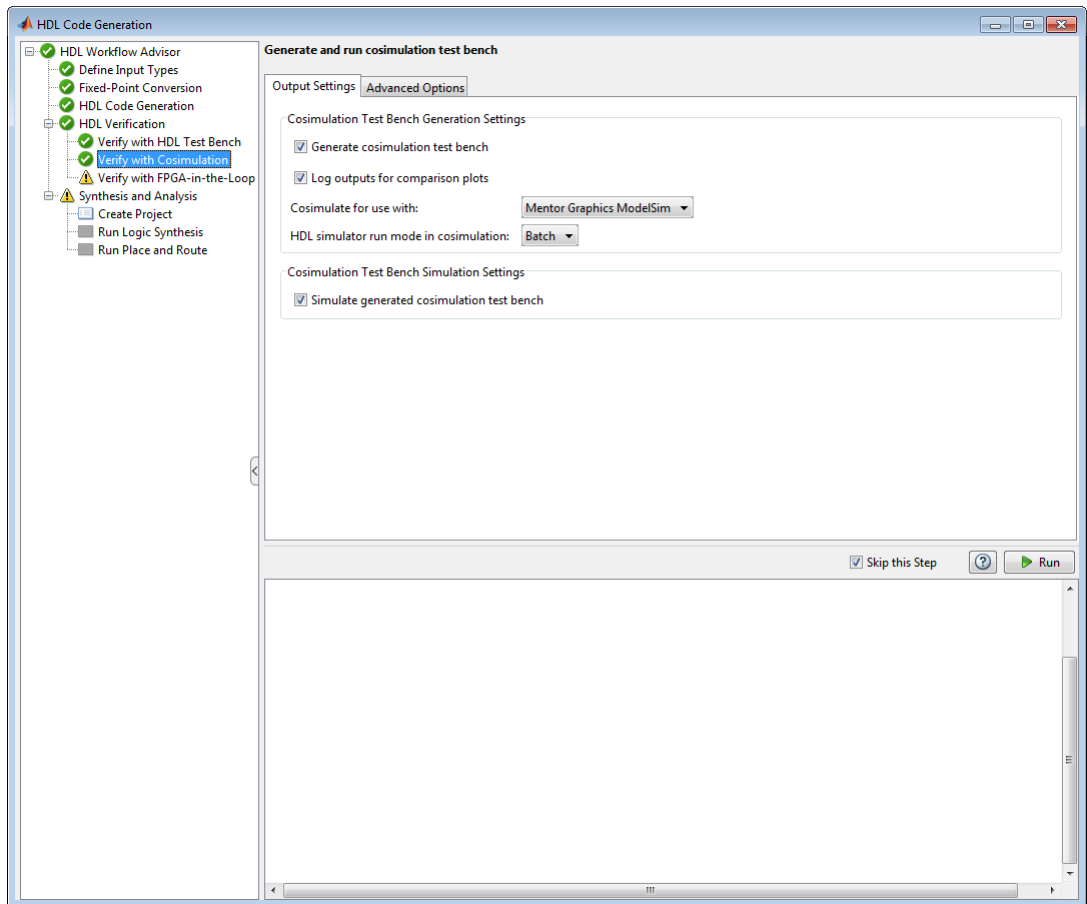 HDL Code Generation
HDL Workflow Advisor
Define Input Types
Fixed-Point Conversion
HDL Code Generation
HDL Verification
Verify with HDL Test Bench
Verify with Cosimulation
Verify with FPGA-in-the-Loop
Synthesis and Analysis
Create Project
Run Logic Synthesis
Run Place and Route
Generate and run cosimulation test bench
Output Settings Advanced Options
Cosimulation Test Bench Generation Settings
Generate cosimulation test bench
Log outputs for comparison plots
Cosimulate for use with: Mentor Graphics ModelSim
HDL simulator run mode in cosimulation: Batch
Cosimulation Test Bench Simulation Settings
Simulate generated cosimulation test bench
Skip this Step ? Run